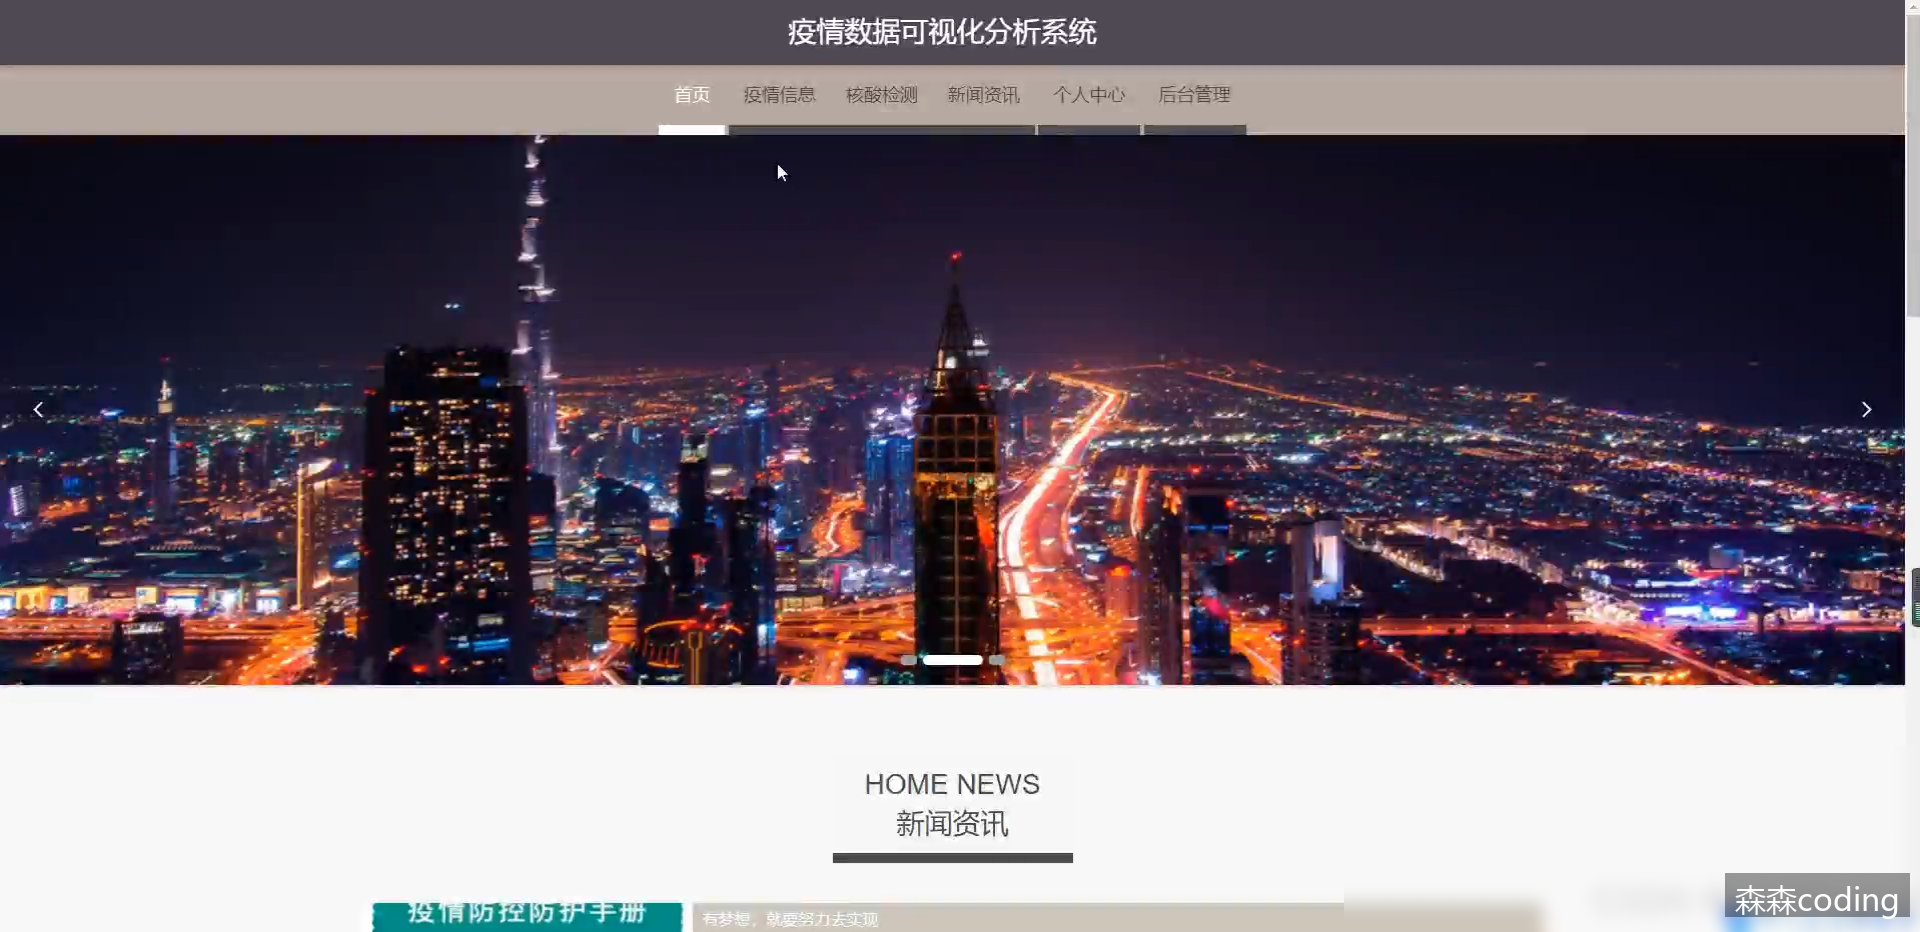 疫情数据可视化分析系统
首页 疫情信息 核酸检测 新闻资讯 个人中心 后台管理
HOME NEWS
新闻资讯
疫情防控防护手册
有梦想，就要努力去实现
森森coding